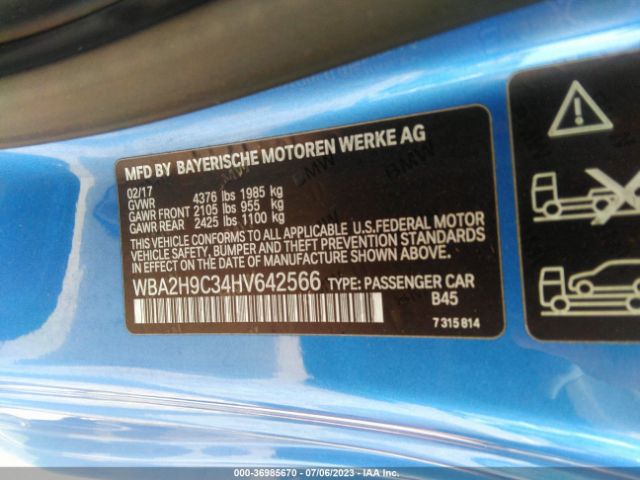 MFD BY BAYERISCHE MOTOREN WERKE AG
02/17
GVWR 4376 lbs 1985 kg
GAWR FRONT 2105 lbs 955 kg
GAWR REAR 2425 lbs 1100 kg
THIS VEHICLE CONFORMS TO ALL APPLICABLE U.S.FEDERAL MOTOR
VEHICLE SAFETY, BUMPER AND THEFT PREVENTION STANDARDS
IN EFFECT ON THE DATE OF MANUFACTURE SHOWN ABOVE.
WBA2H9C34HV642566 TYPE: PASSENGER CAR
B45
7 315 814
000-36985670 - 07/06/2023 - IAA Inc.